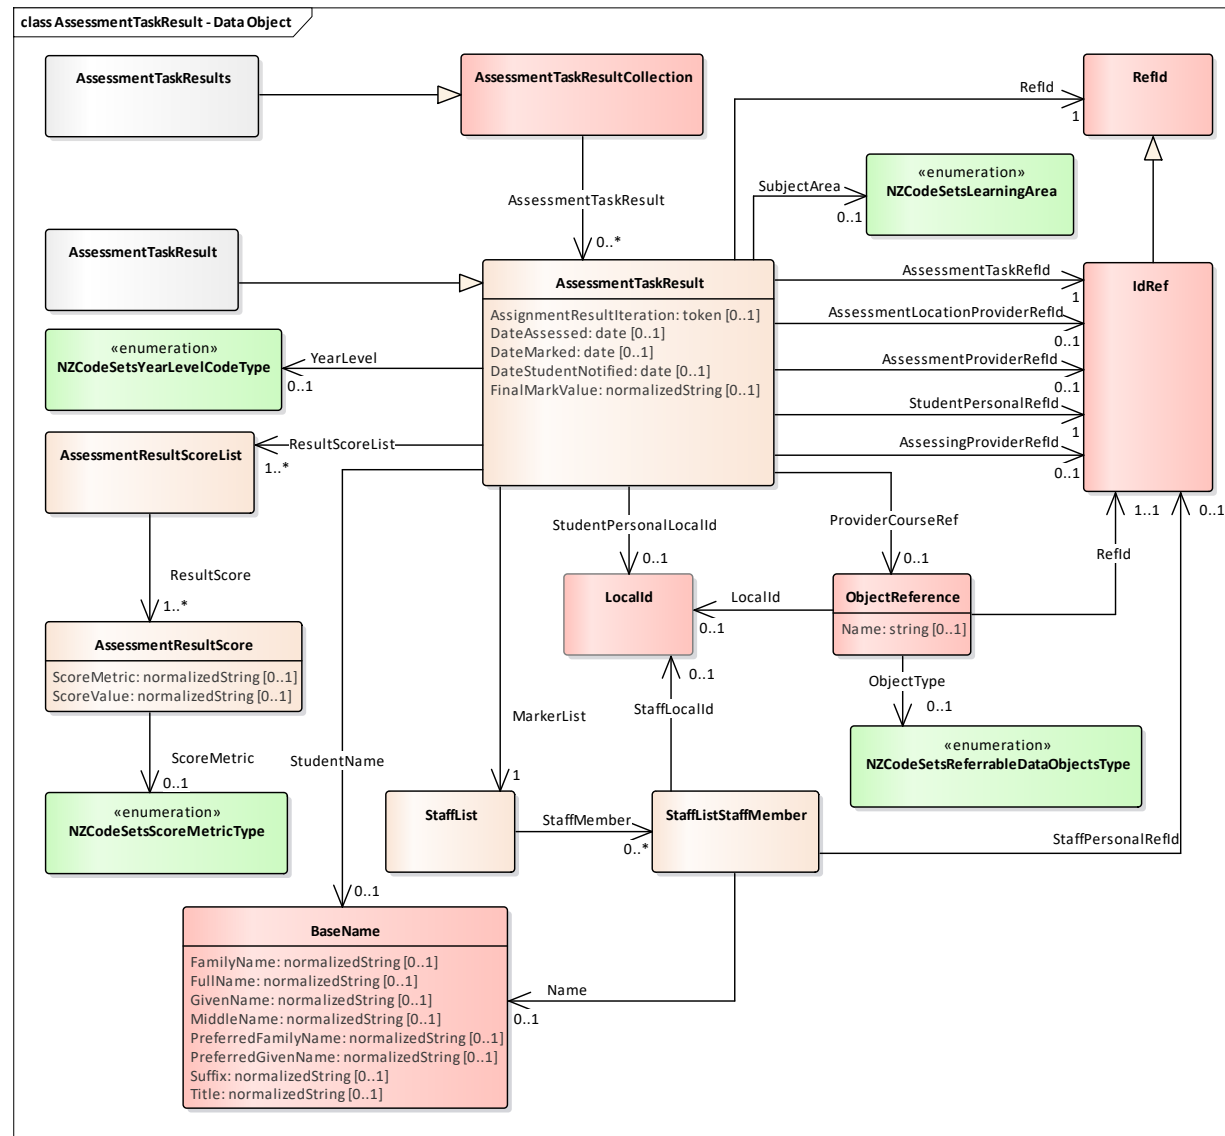 class AssessmentTaskResult - Data Object
AssessmentTaskResults
AssessmentTaskResultCollection
RefId
RefId
1
«enumeration»
NZCodeSetsLearningArea
SubjectArea
0..1
AssessmentTaskResult
0..*
AssessmentTaskResult
AssessmentTaskResult
AssignmentResultIteration: token [0..1]
DateAssessed: date [0..1]
DateMarked: date [0..1]
DateStudentNotified: date [0..1]
FinalMarkValue: normalizedString [0..1]
AssessmentTaskRefId
1
AssessmentLocationProviderRefId
0..1
AssessmentProviderRefId
0..1
StudentPersonalRefId
1
AssessingProviderRefId
0..1
IdRef
«enumeration»
NZCodeSetsYearLevelCodeType
YearLevel
0..1
AssessmentResultScoreList
ResultScoreList
1..*
StudentPersonalLocalId
0..1
ProviderCourseRef
0..1
1..1
RefId
0..1
ResultScore
1..*
LocalId
LocalId
0..1
ObjectReference
Name: string [0..1]
AssessmentResultScore
ScoreMetric: normalizedString [0..1]
ScoreValue: normalizedString [0..1]
0..1
StaffLocalId
ObjectType
0..1
MarkerList
1
StudentName
0..1
ScoreMetric
0..1
«enumeration»
NZCodeSetsReferrableDataObjectsType
«enumeration»
NZCodeSetsScoreMetricType
StaffList
StaffMember
0..*
StaffListStaffMember
StaffPersonalRefId
BaseName
FamilyName: normalizedString [0..1]
FullName: normalizedString [0..1]
GivenName: normalizedString [0..1]
MiddleName: normalizedString [0..1]
PreferredFamilyName: normalizedString [0..1]
PreferredGivenName: normalizedString [0..1]
Suffix: normalizedString [0..1]
Title: normalizedString [0..1]
Name
0..1